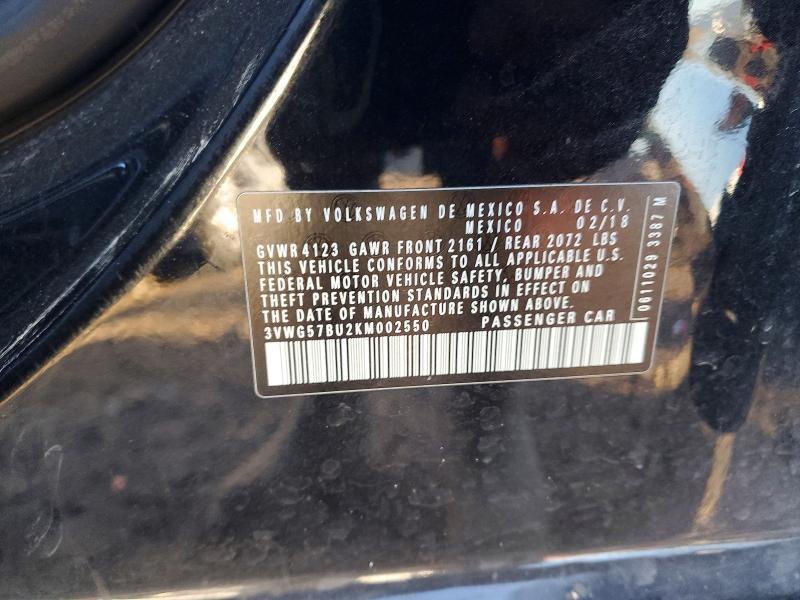 MFD BY VOLKSWAGEN DE MEXICO S.A. DE C.V.
MEXICO 02/18
GVWR 4123 GAWR FRONT 2161 / REAR 2072 LBS
THIS VEHICLE CONFORMS TO ALL APPLICABLE U.S.
FEDERAL MOTOR VEHICLE SAFETY, BUMPER AND
THEFT PREVENTION STANDARDS IN EFFECT ON
THE DATE OF MANUFACTURE SHOWN ABOVE.
3VWG57BU2KM002550 PASSENGER CAR
0611029 3387 M